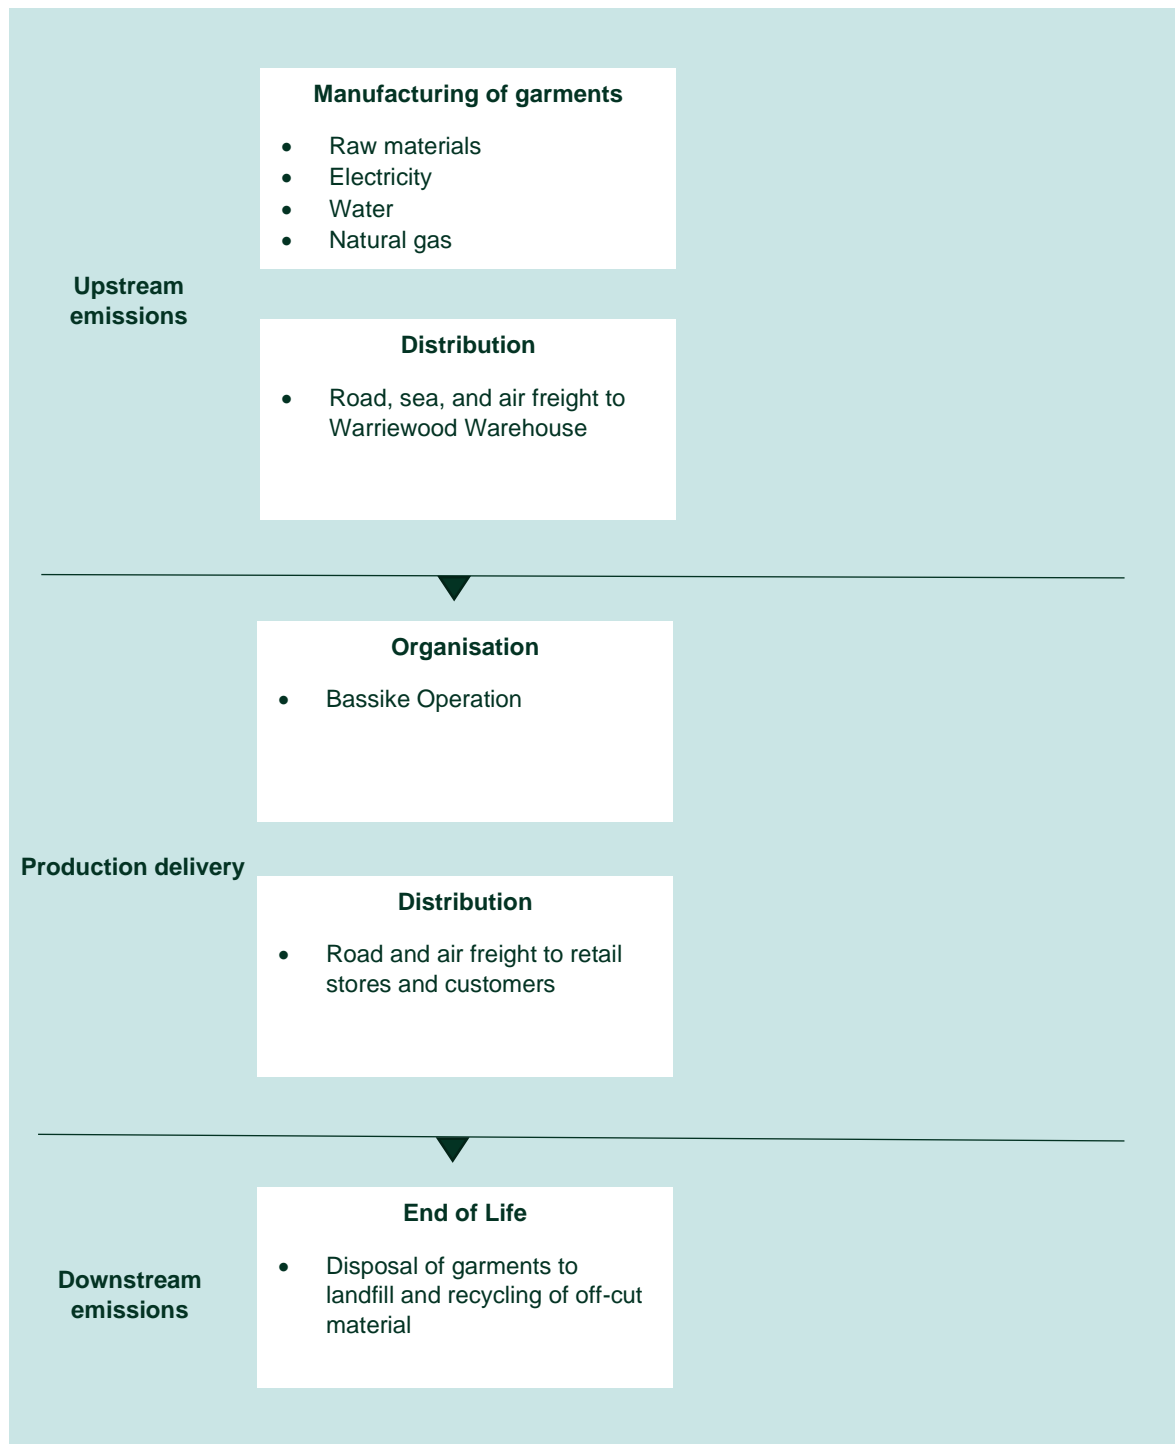 Manufacturing of garments
• Raw materials
• Electricity
• Water
• Natural gas
Upstream
emissions
Distribution
• Road, sea, and air freight to
Warriewood Warehouse
Organisation
• Bassike Operation
Production delivery
Distribution
• Road and air freight to retail
stores and customers
End of Life
• Disposal of garments to
landfill and recycling of off-cut
material
Downstream
emissions